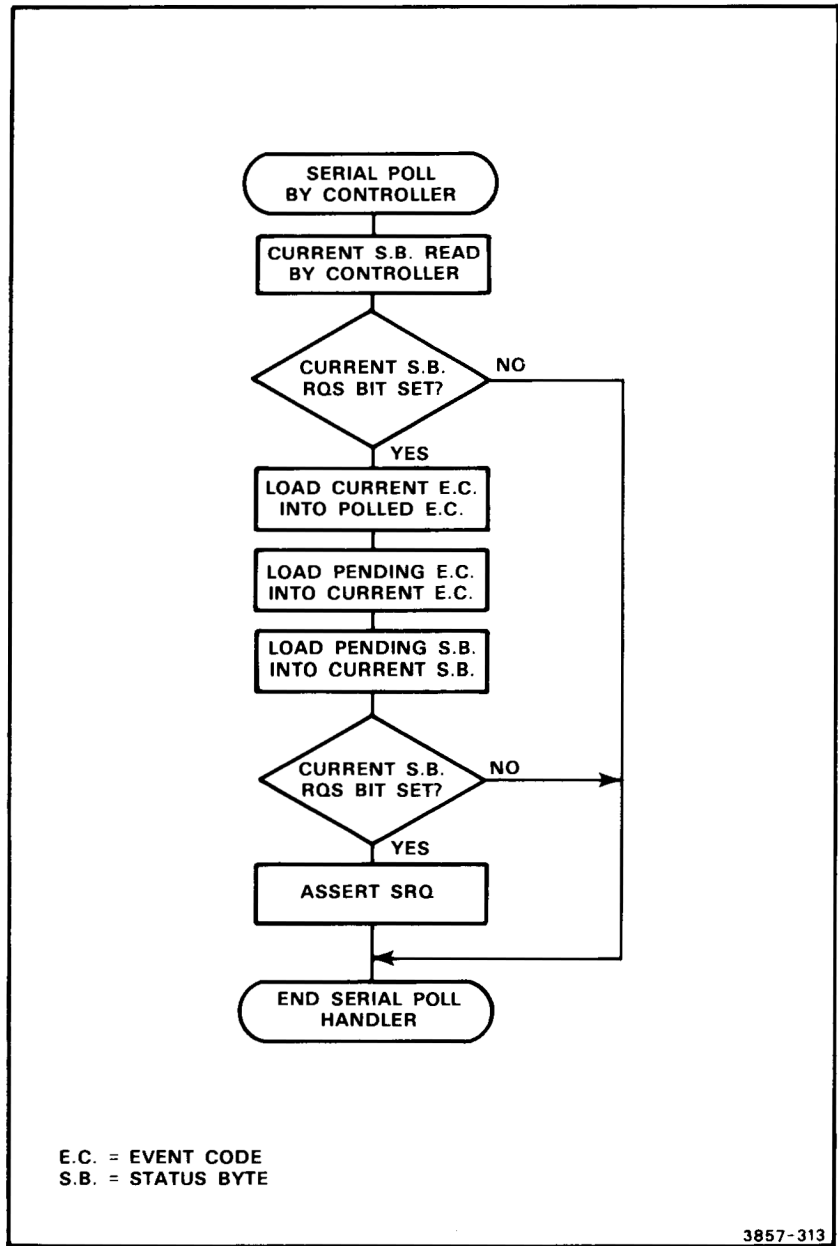 SERIAL POLL
BY CONTROLLER
CURRENT S.B. READ
BY CONTROLLER
CURRENT S.B.
RQS BIT SET?
NO
YES
LOAD CURRENT E.C.
INTO POLLED E.C.
LOAD PENDING E.C.
INTO CURRENT E.C.
LOAD PENDING S.B.
INTO CURRENT S.B.
CURRENT S.B.
RQS BIT SET?
NO
YES
ASSERT SRQ
END SERIAL POLL
HANDLER
E.C. = EVENT CODE
S.B. = STATUS BYTE
3857-313